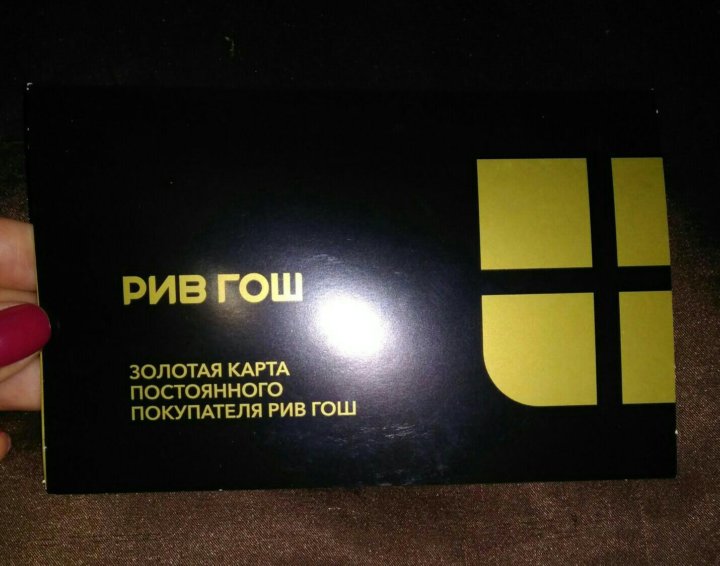 РИВ ГОШ
ЗОЛОТАЯ КАРТА
ПОСТОЯННОГО
ПОКУПАТЕЛЯ РИВ ГОШ